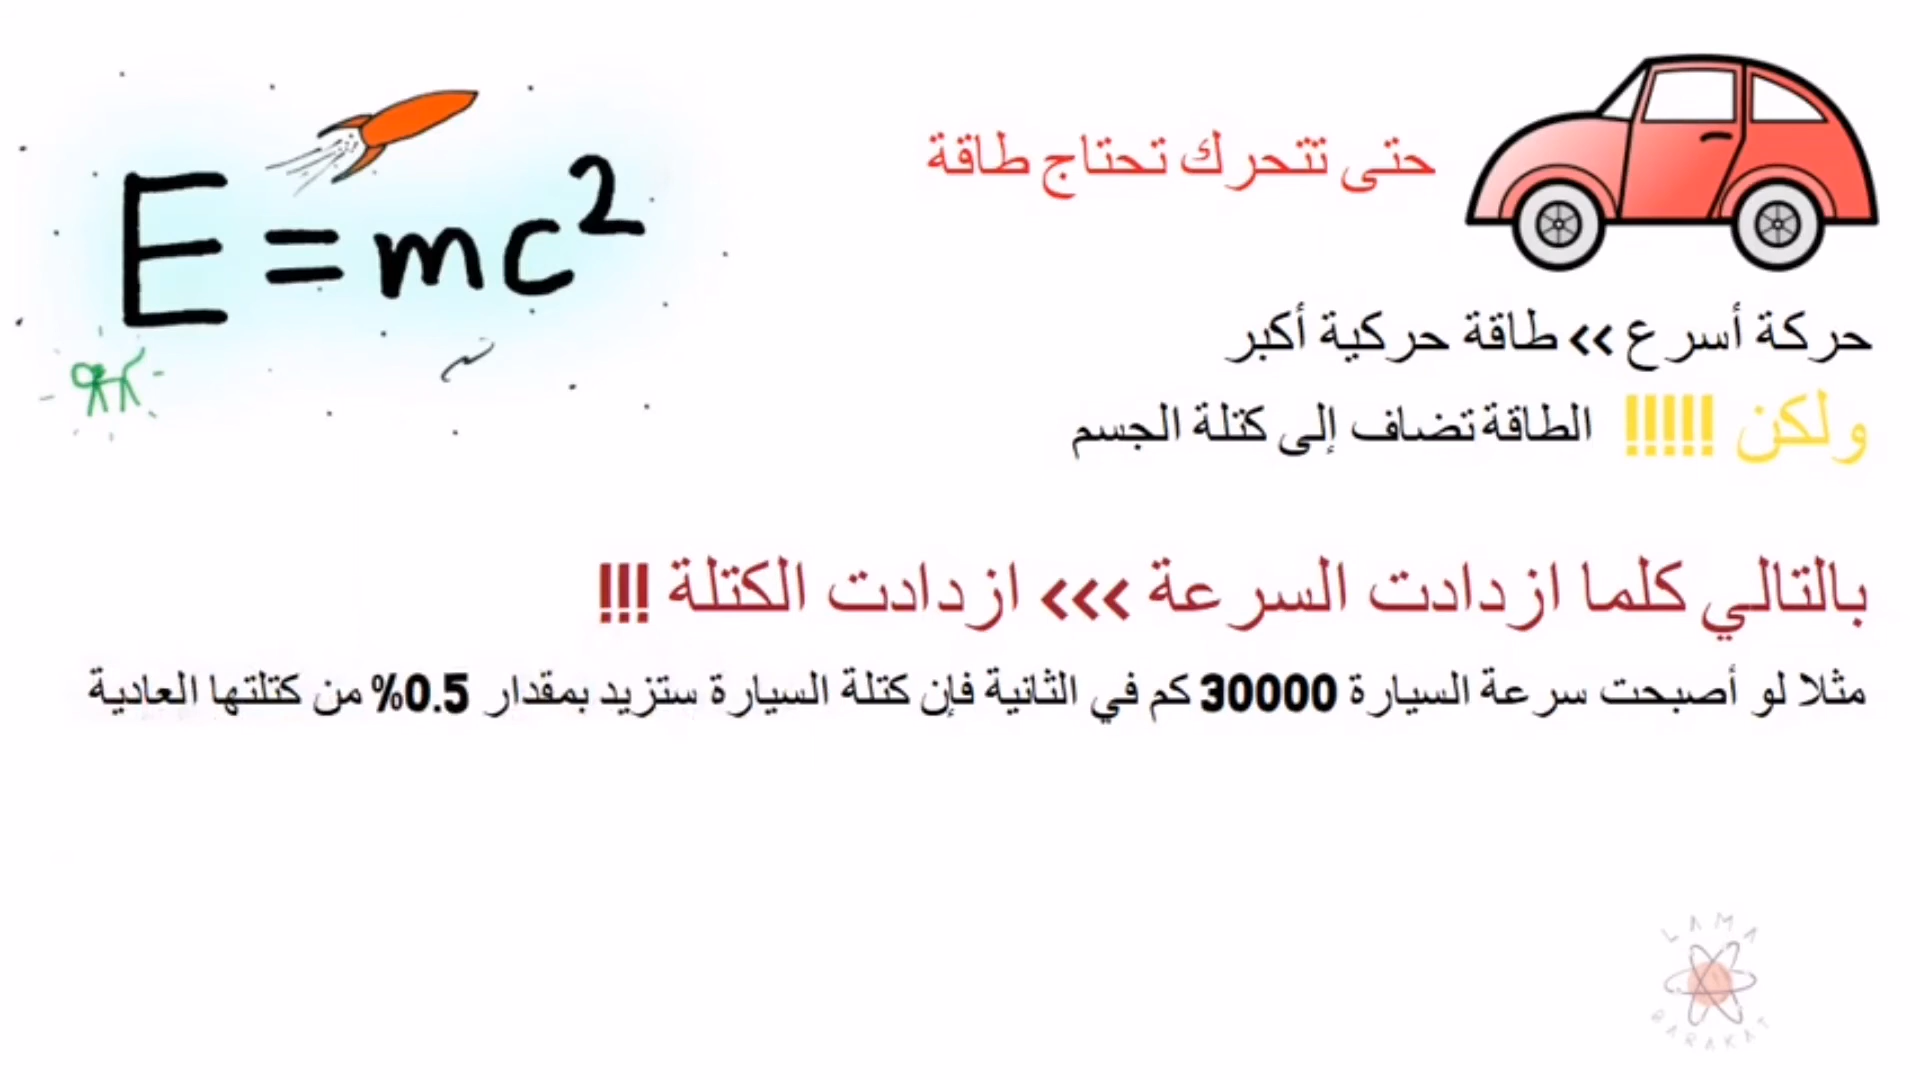 E=mc²
حتى تتحرك تحتاج طاقة
حركة أسرع >> طاقة حركية أكبر
ولكن !!!!! الطاقة تضاف إلى كتلة الجسم
بالتالي كلما ازدادت السرعة >>> ازدادت الكتلة !!!
مثلا لو أصبحت سرعة السيارة 30000 كم في الثانية فإن كتلة السيارة ستزيد بمقدار 0.5% من كتلتها العادية
LAMA
BARAKAT